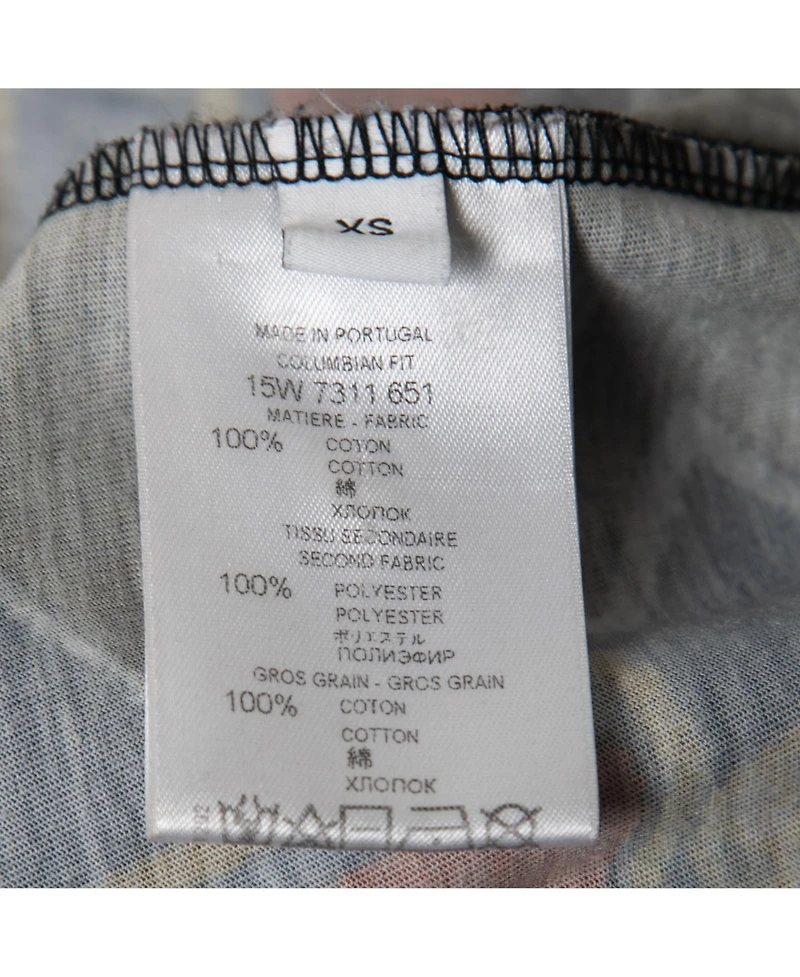 XS
MADE IN PORTUGAL
COLUMBIAN FIT
15W 7311 651
MATIERE - FABRIC
100% COTON
COTTON
綿
ХЛОПОК
TISSU SECONDAIRE
SECOND FABRIC
100% POLYESTER
POLYESTER
ポリエステル
ПОЛИЭФИР
GROS GRAIN - GROS GRAIN
100% COTON
COTTON
綿
ХЛОПОК